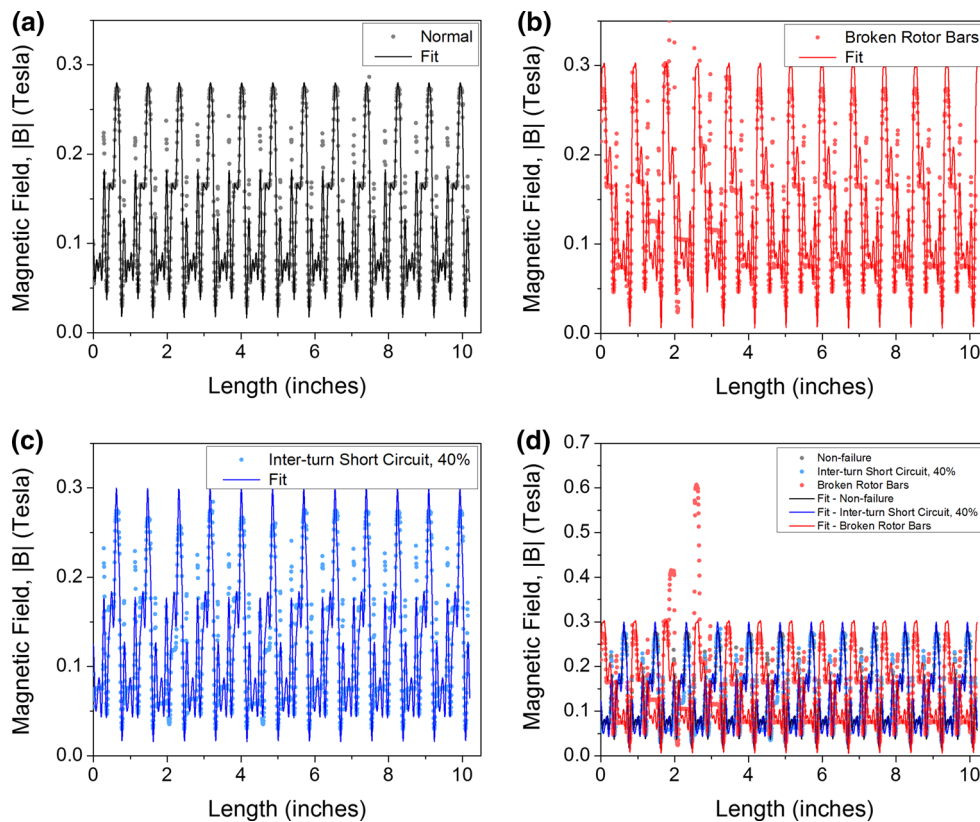 (a)
Normal
Fit
Magnetic Field, |B| (Tesla)
0.3
0.2
0.1
0.0
0 2 4 6 8 10
Length (inches)
(b)
Broken Rotor Bars
Fit
Magnetic Field, |B| (Tesla)
0.3
0.2
0.1
0.0
0 2 4 6 8 10
Length (inches)
(c)
Inter-turn Short Circuit, 40%
Fit
Magnetic Field, |B| (Tesla)
0.3
0.2
0.1
0.0
0 2 4 6 8 10
Length (inches)
(d)
Non-failure
Inter-turn Short Circuit, 40%
Broken Rotor Bars
Fit - Non-failure
Fit - Inter-turn Short Circuit, 40%
Fit - Broken Rotor Bars
Magnetic Field, |B| (Tesla)
0.7
0.6
0.5
0.4
0.3
0.2
0.1
0.0
0 2 4 6 8 10
Length (inches)